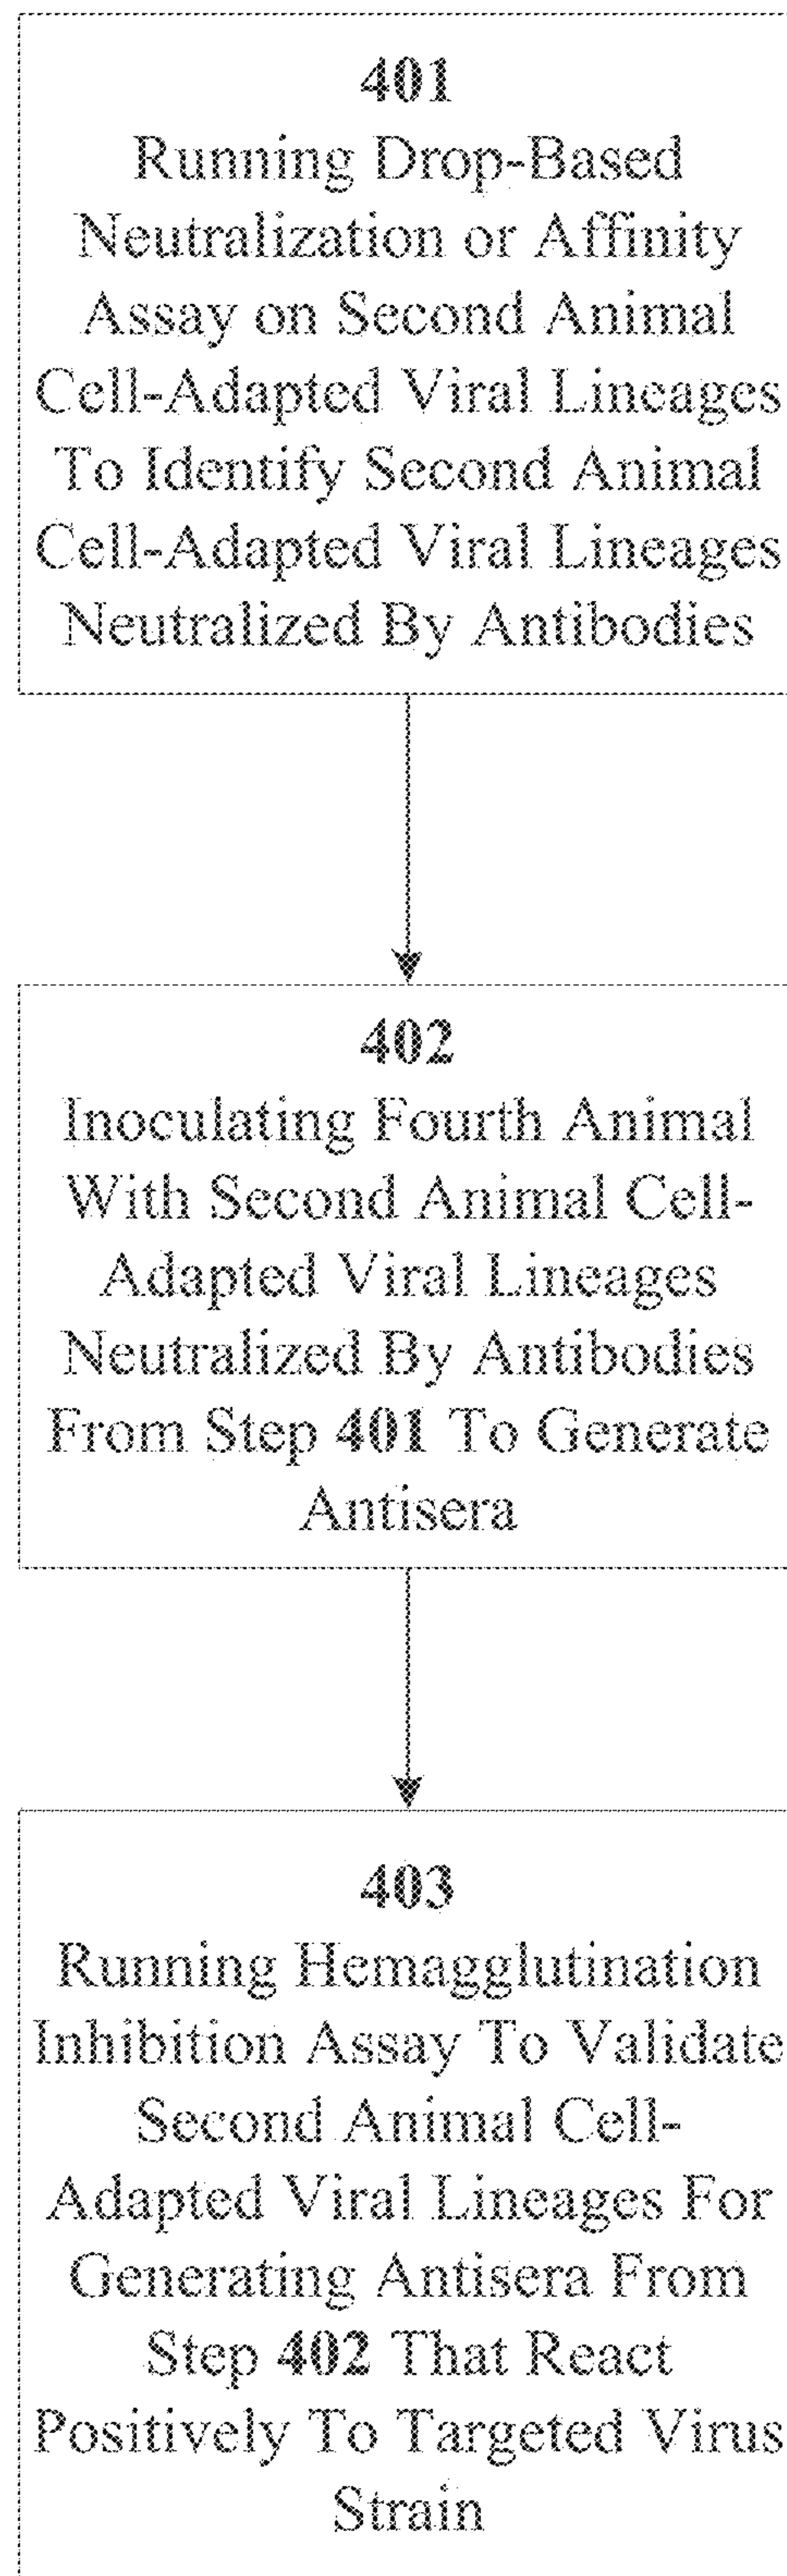 401
Running Drop-Based
Neutralization or Affinity
Assay on Second Animal
Cell-Adapted Viral Lineages
To Identify Second Animal
Cell-Adapted Viral Lineages
Neutralized By Antibodies
402
Inoculating Fourth Animal
With Second Animal Cell-
Adapted Viral Lineages
Neutralized By Antibodies
From Step 401 To Generate
Antisera
403
Running Hemagglutination
Inhibition Assay To Validate
Second Animal Cell-
Adapted Viral Lineages For
Generating Antisera From
Step 402 That React
Positively To Targeted Virus
Strain